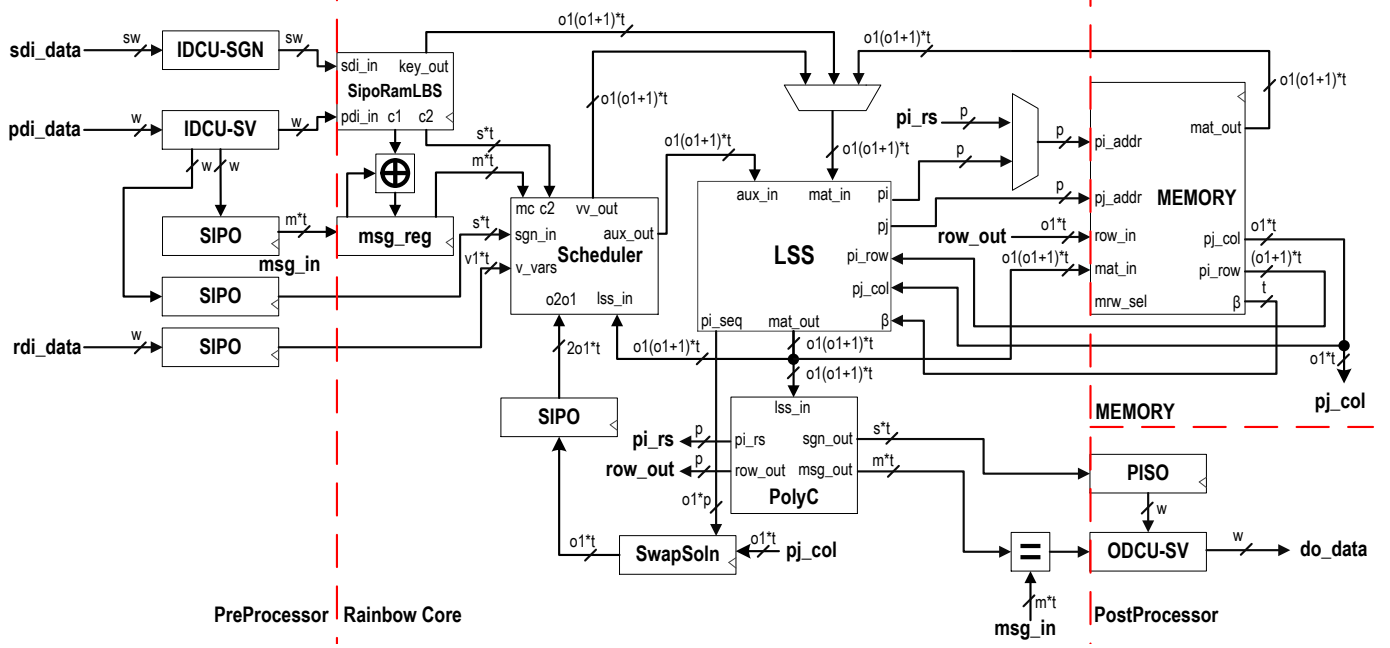 o1(o1+1)*t
sdi_data
sw
IDCU-SGN
sw
sdi_in key_out
SipoRamLBS
pdi_in c1 c2
pdi_data
w
IDCU-SV
w
w
w
s*t
m*t
⊕
o1(o1+1)*t
o1(o1+1)*t
o1(o1+1)*t
o1(o1+1)*t
pi_rs
p
p
p
p
SIPO
m*t
msg_in
msg_reg
s*t
v1*t
mc c2 vv_out
sgn_in aux_out
Scheduler
v_vars
o2o1 lss_in
aux_in mat_in pi
pj
LSS
pi_row
pj_col
pi_seq mat_out β
mat_out
pi_addr
MEMORY
pj_addr
row_out
o1*t
row_in
pj_col
o1*t
o1(o1+1)*t
mat_in
pi_row
(o1+1)*t
mrw_sel
β
t
SIPO
rdi_data
w
SIPO
2o1*t
o1(o1+1)*t
o1(o1+1)*t
o1(o1+1)*t
o1*t
pj_col
MEMORY
SIPO
lss_in
pi_rs
p
pi_rs sgn_out
s*t
row_out
p
row_out msg_out
m*t
PolyC
PISO
w
o1*p
o1*t
SwapSoln
o1*t
pj_col
=
ODCU-SV
w
do_data
m*t
msg_in
PreProcessor
Rainbow Core
PostProcessor